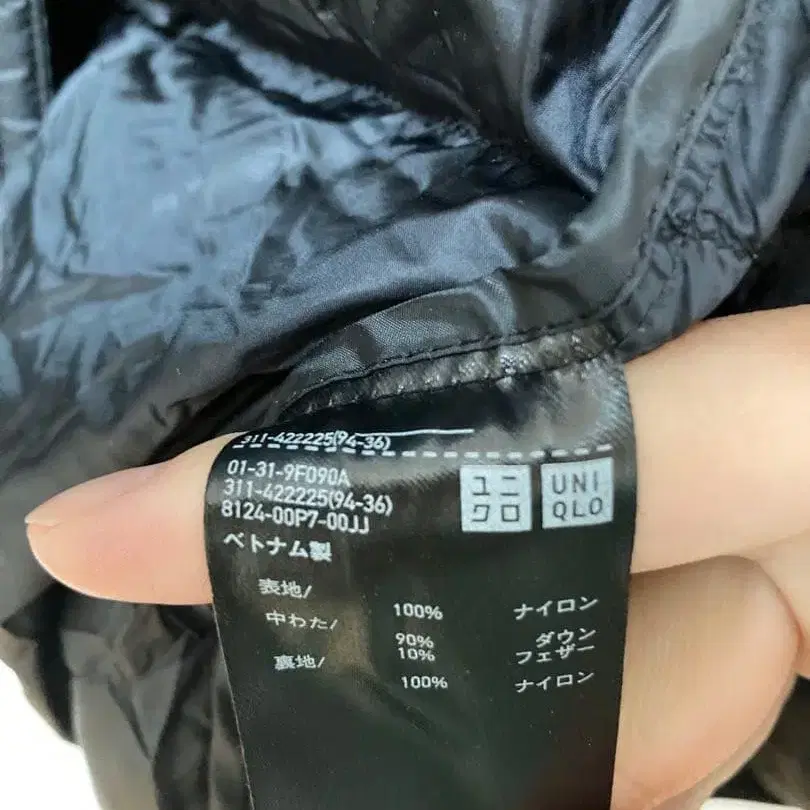 311-422225(94-36)
01-31-9F090A
311-422225(94-36)
8124-00P7-00JJ
ベトナム製
ユニ
クロ
UNI
QLO
表地/
100% ナイロン
中わた/
90% ダウン
10% フェザー
裏地/
100% ナイロン